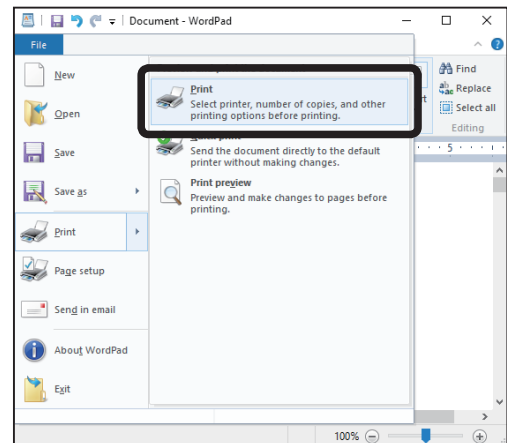 Document - WordPad
File
New
Open
Save
Save as
Print
Page setup
Send in email
About WordPad
Exit
Print
Select printer, number of copies, and other
printing options before printing.
Send the document directly to the default
printer without making changes.
Print preview
Preview and make changes to pages before
printing.
Find
Replace
Select all
Editing
5
100%